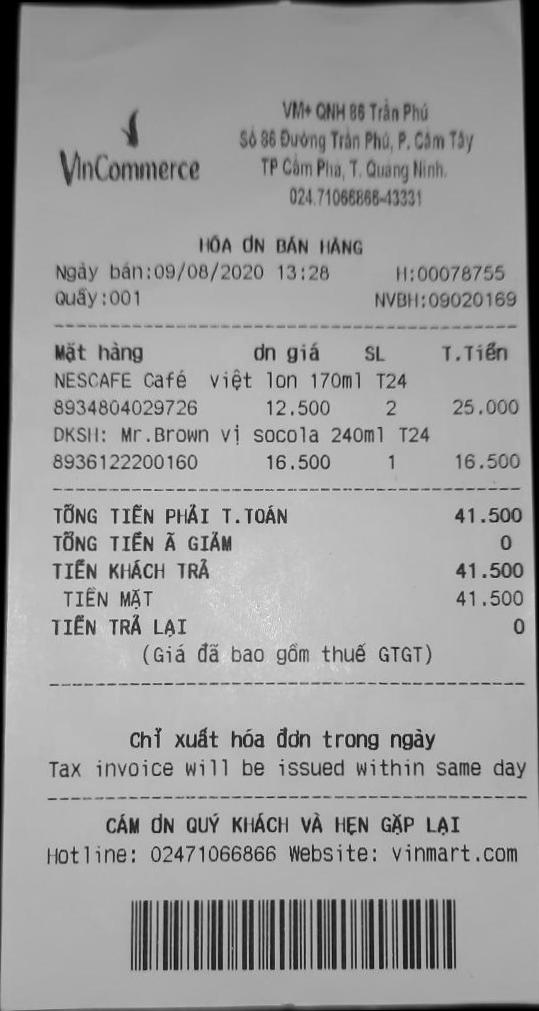 VinCommerce
VM+ QNH 86 Trần Phú
Số 86 Đường Trần Phú, P. Cẩm Tây
TP Cẩm Phả, T. Quảng Ninh.
024.71066866-43331
HÓA ƠN BÁN HÀNG
Ngày bán:09/08/2020 13:28 H:00078755
Quầy:001 NVBH:09020169
Mặt hàng ơn giá SL T.Tiền
NESCAFE Café việt lon 170ml T24
8934804029726 12.500 2 25.000
DKSH: Mr.Brown vị socola 240ml T24
8936122200160 16.500 1 16.500
TỔNG TIỀN PHẢI T.TOÁN 41.500
TỔNG TIỀN Ã GIẢM 0
TIỀN KHÁCH TRẢ 41.500
TIỀN MẶT 41.500
TIỀN TRẢ LẠI 0
(Giá đã bao gồm thuế GTGT)
Chỉ xuất hóa đơn trong ngày
Tax invoice will be issued within same day
CÁM ƠN QUÝ KHÁCH VÀ HẸN GẶP LẠI
Hotline: 02471066866 Website: vinmart.com